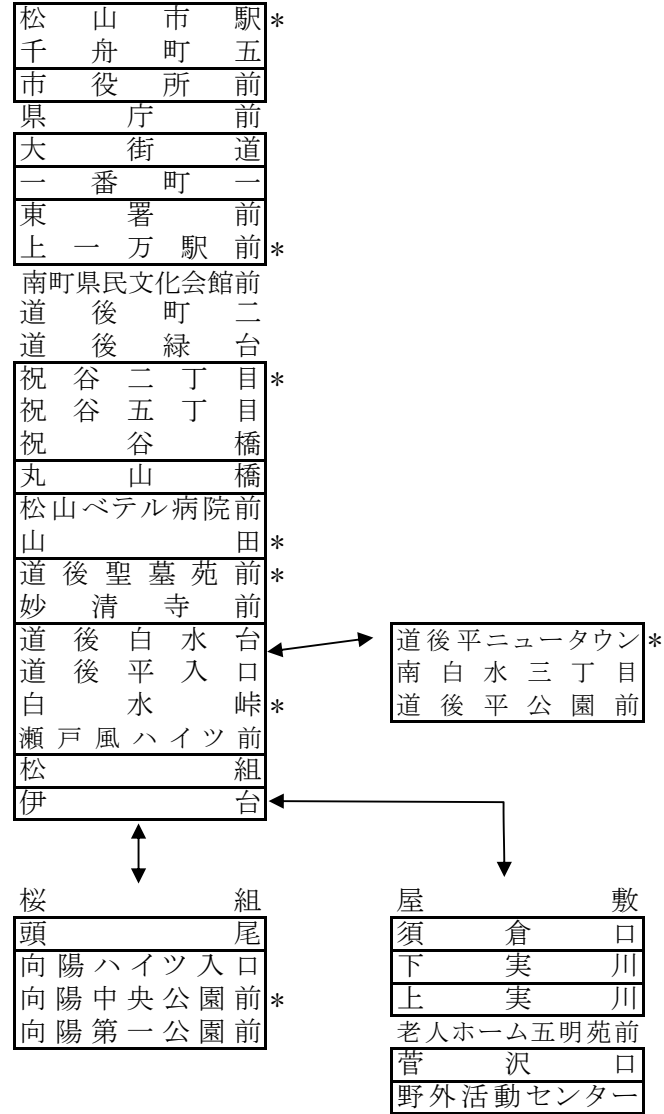 松山市駅*
千舟町五
市役所前
県庁前
大街道
一番町一
東署前
上一万駅前*
南町県民文化会館前
道後町二
道後緑台
祝谷二丁目*
祝谷五丁目
祝谷橋
丸山橋
松山ベテル病院前
山田*
道後聖墓苑前*
妙清寺前
道後白水台
道後平入口
白水峠*
瀬戸風ハイツ前
松組
伊台
道後平ニュータウン*
南白水三丁目
道後平公園前
桜組
頭尾
向陽ハイツ入口
向陽中央公園前*
向陽第一公園前
屋敷
須倉口
下実川
上実川
老人ホーム五明苑前
菅沢口
野外活動センター